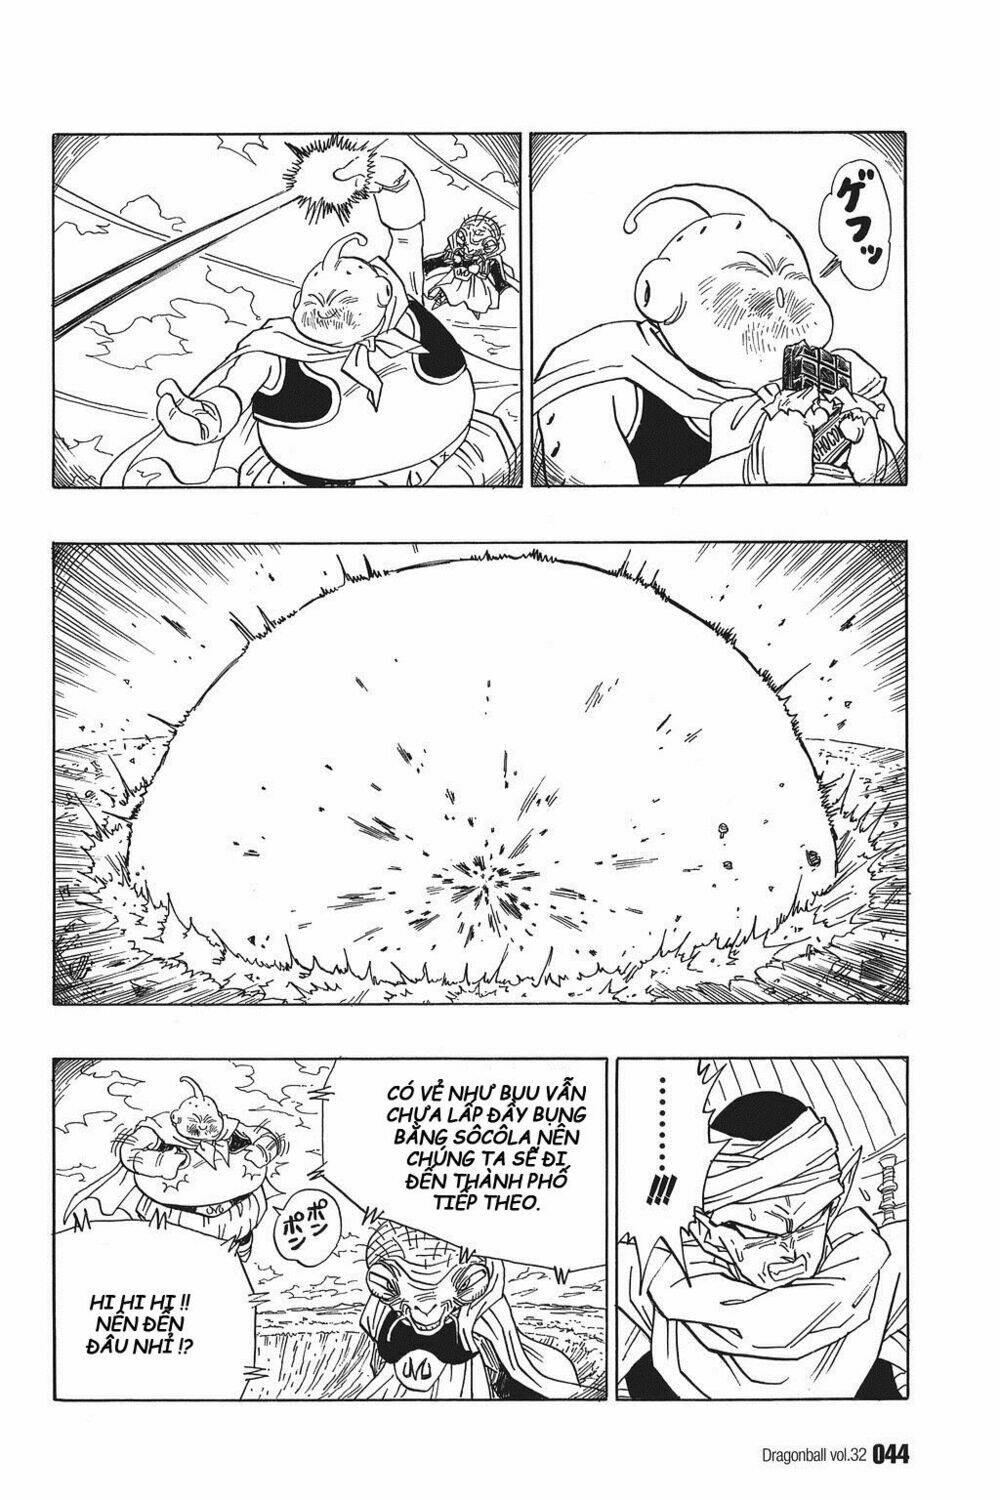 ゲフッ
CÓ VẺ NHƯ BUU VẪN
CHƯA LẤP ĐẦY BỤNG
BẰNG SÔCÔLA NÊN
CHÚNG TA SẼ ĐI
ĐẾN THÀNH PHỐ
TIẾP THEO.
ポンポン
HI HI HI !!
NÊN ĐẾN
ĐÂU NHỈ !?
.........!!!
Dragonball vol.32 044